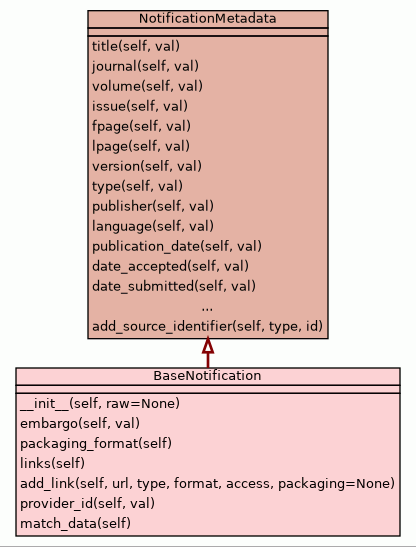 NotificationMetadata
title(self, val)
journal(self, val)
volume(self, val)
issue(self, val)
fpage(self, val)
lpage(self, val)
version(self, val)
type(self, val)
publisher(self, val)
language(self, val)
publication_date(self, val)
date_accepted(self, val)
date_submitted(self, val)
...
add_source_identifier(self, type, id)
BaseNotification
__init__(self, raw=None)
embargo(self, val)
packaging_format(self)
links(self)
add_link(self, url, type, format, access, packaging=None)
provider_id(self, val)
match_data(self)